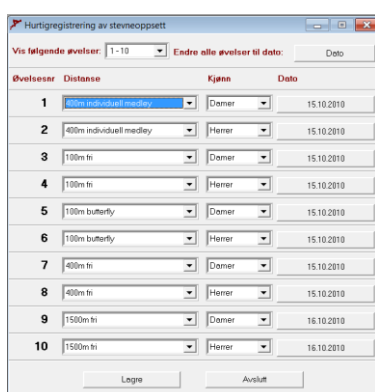 Hurtigregistrering av stevneoppsett
Vis følgende øvelser: 1-10 Endre alle øvelser til dato: Dato
Øvelsesnr Distanse Kjønn Dato
1 400m individuell medley Damer 15.10.2010
2 400m individuell medley Herrer 15.10.2010
3 100m fri Damer 15.10.2010
4 100m fri Herrer 15.10.2010
5 100m butterfly Damer 15.10.2010
6 100m butterfly Herrer 15.10.2010
7 400m fri Damer 15.10.2010
8 400m fri Herrer 15.10.2010
9 1500m fri Damer 16.10.2010
10 1500m fri Herrer 16.10.2010
Lagre Avslutt